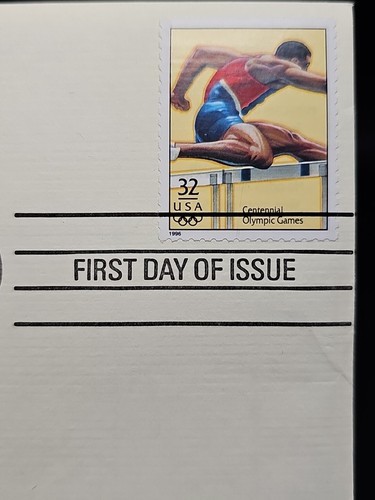 32
USA
Centennial
Olympic Games
1996
FIRST DAY OF ISSUE